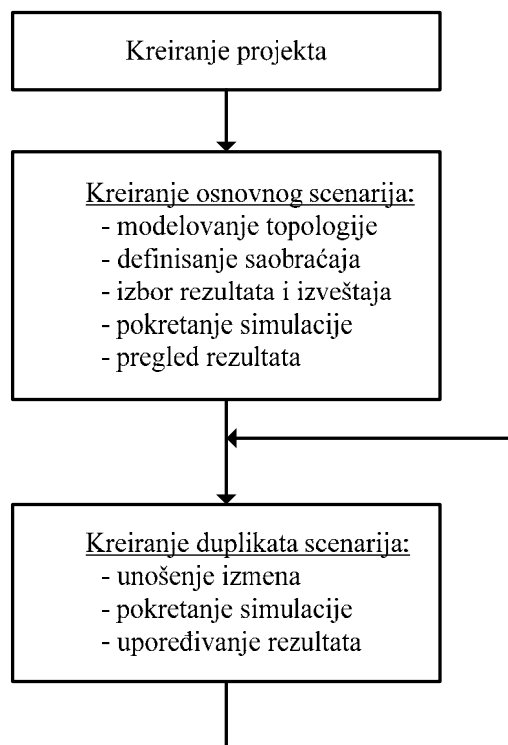 Kreiranje projekta
Kreiranje osnovnog scenarija:
- modelovanje topologije
- definisanje saobraćaja
- izbor rezultata i izveštaja
- pokretanje simulacije
- pregled rezultata
Kreiranje duplikata scenarija:
- unošenje izmena
- pokretanje simulacije
- upoređivanje rezultata